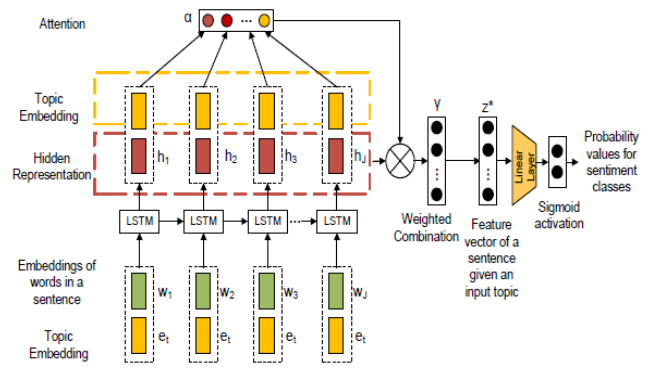 Attention
α
...
Topic
Embedding
Hidden
Representation
h1
h2
h3
hJ
LSTM
LSTM
LSTM
...
LSTM
Embeddings of
words in a
sentence
w1
w2
w3
wJ
Topic
Embedding
et
et
et
et
γ
...
Weighted
Combination
z*
...
Feature
vector of a
sentence
given an
input topic
Linear
Layer
Sigmoid
activation
Probability
values for
sentiment
classes